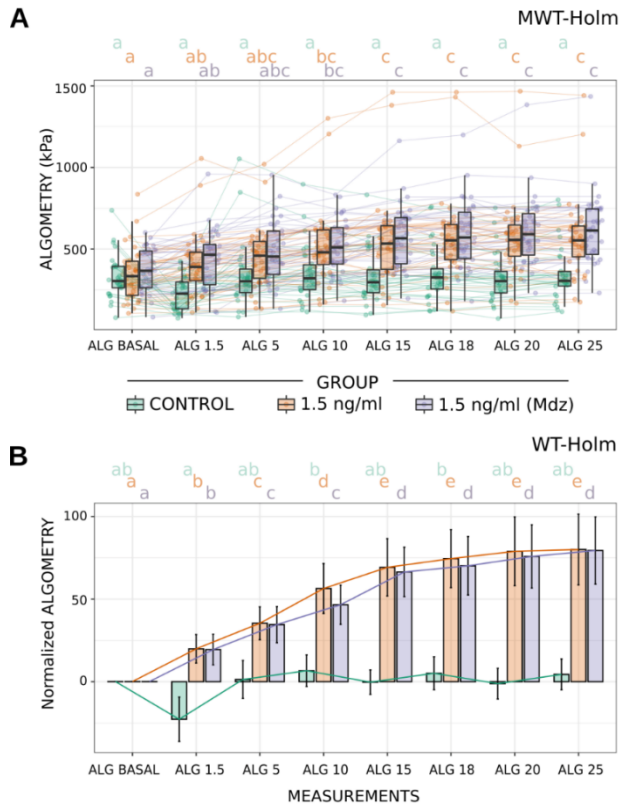 A
MWT-Holm
a a a a a a a a
a ab abc bc c c c c
a ab abc bc c c c c
ALGOMETRY (kPa)
1500
1000
500
ALG BASAL ALG 1.5 ALG 5 ALG 10 ALG 15 ALG 18 ALG 20 ALG 25
GROUP
CONTROL 1.5 ng/ml 1.5 ng/ml (Mdz)
B
WT-Holm
ab a ab b ab b ab ab
a b c d e e e e
a b c c d d d d
Normalized ALGOMETRY
100
50
0
ALG BASAL ALG 1.5 ALG 5 ALG 10 ALG 15 ALG 18 ALG 20 ALG 25
MEASUREMENTS